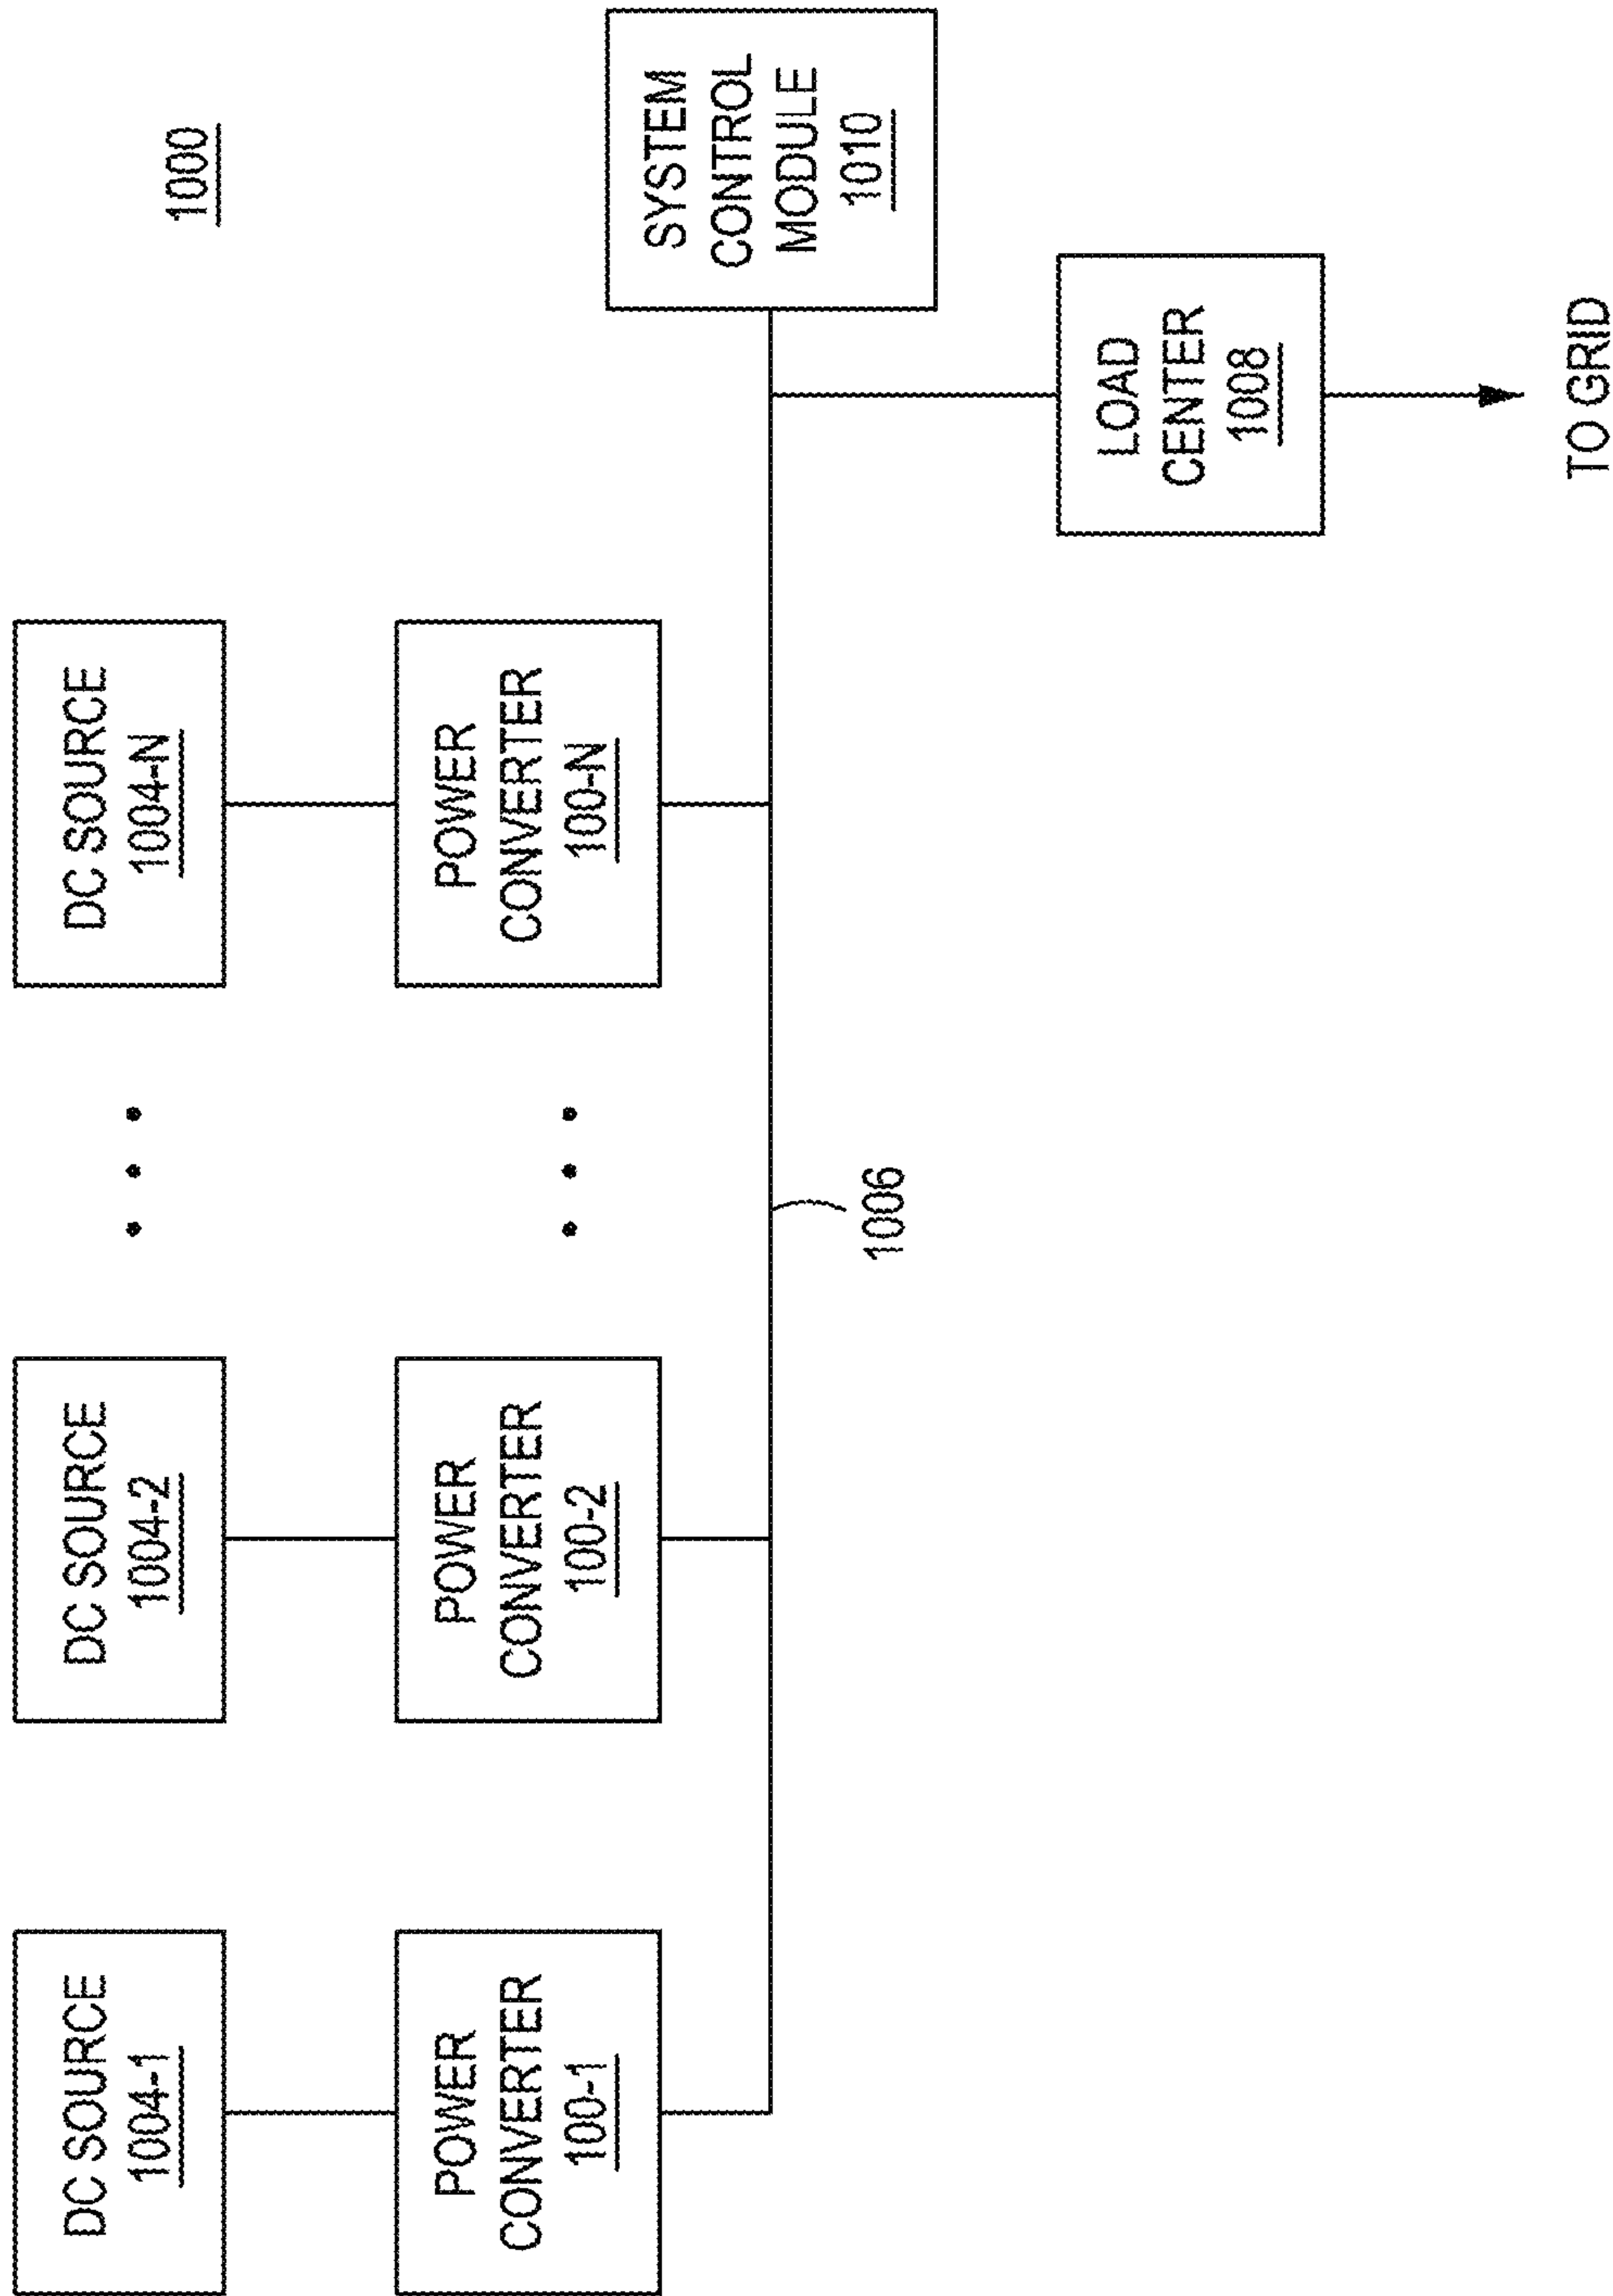 1000
DC SOURCE
1004-1
DC SOURCE
1004-2
DC SOURCE
1004-N
POWER
CONVERTER
100-1
POWER
CONVERTER
100-2
POWER
CONVERTER
100-N
SYSTEM
CONTROL
MODULE
1010
1006
LOAD
CENTER
1008
TO GRID